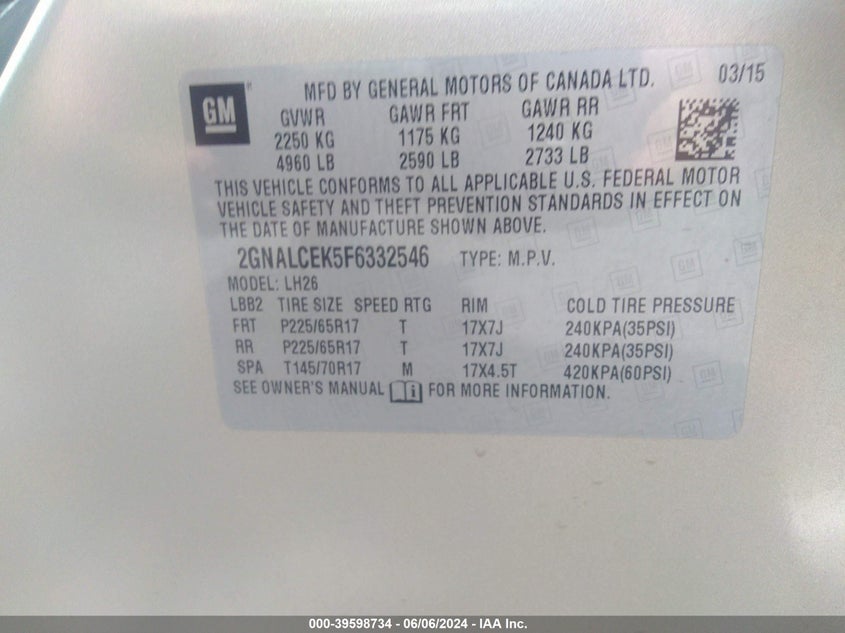 GM
MFD BY GENERAL MOTORS OF CANADA LTD. 03/15
GVWR GAWR FRT GAWR RR
2250 KG 1175 KG 1240 KG
4960 LB 2590 LB 2733 LB
THIS VEHICLE CONFORMS TO ALL APPLICABLE U.S. FEDERAL MOTOR
VEHICLE SAFETY AND THEFT PREVENTION STANDARDS IN EFFECT ON
THE DATE OF MANUFACTURE SHOWN ABOVE.
2GNALCEK5F6332546 TYPE: M.P.V.
MODEL: LH26
LBB2 TIRE SIZE SPEED RTG RIM COLD TIRE PRESSURE
FRT P225/65R17 T 17X7J 240KPA(35PSI)
RR P225/65R17 T 17X7J 240KPA(35PSI)
SPA T145/70R17 M 17X4.5T 420KPA(60PSI)
SEE OWNER'S MANUAL i FOR MORE INFORMATION.
000-39598734 - 06/06/2024 - IAA Inc.